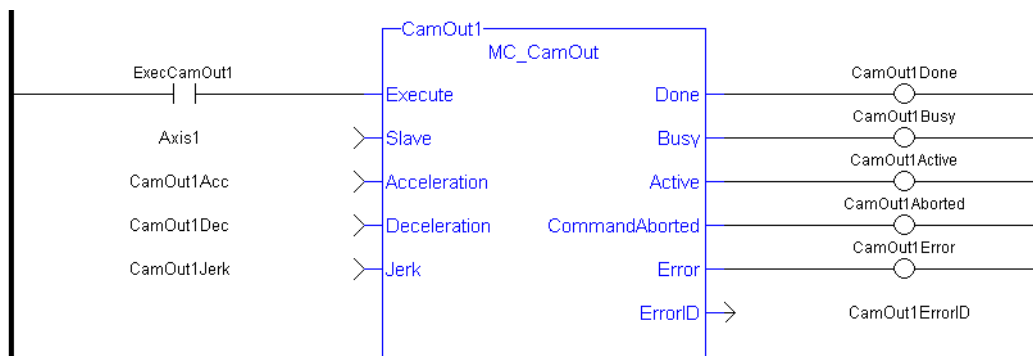 CamOut1
MC_CamOut
ExecCamOut1
Execute
Done
CamOut1Done
Axis1
Slave
Busy
CamOut1Busy
CamOut1Acc
Acceleration
Active
CamOut1Active
CamOut1Dec
Deceleration
CommandAborted
CamOut1Aborted
CamOut1Jerk
Jerk
Error
CamOut1Error
ErrorID
CamOut1ErrorID